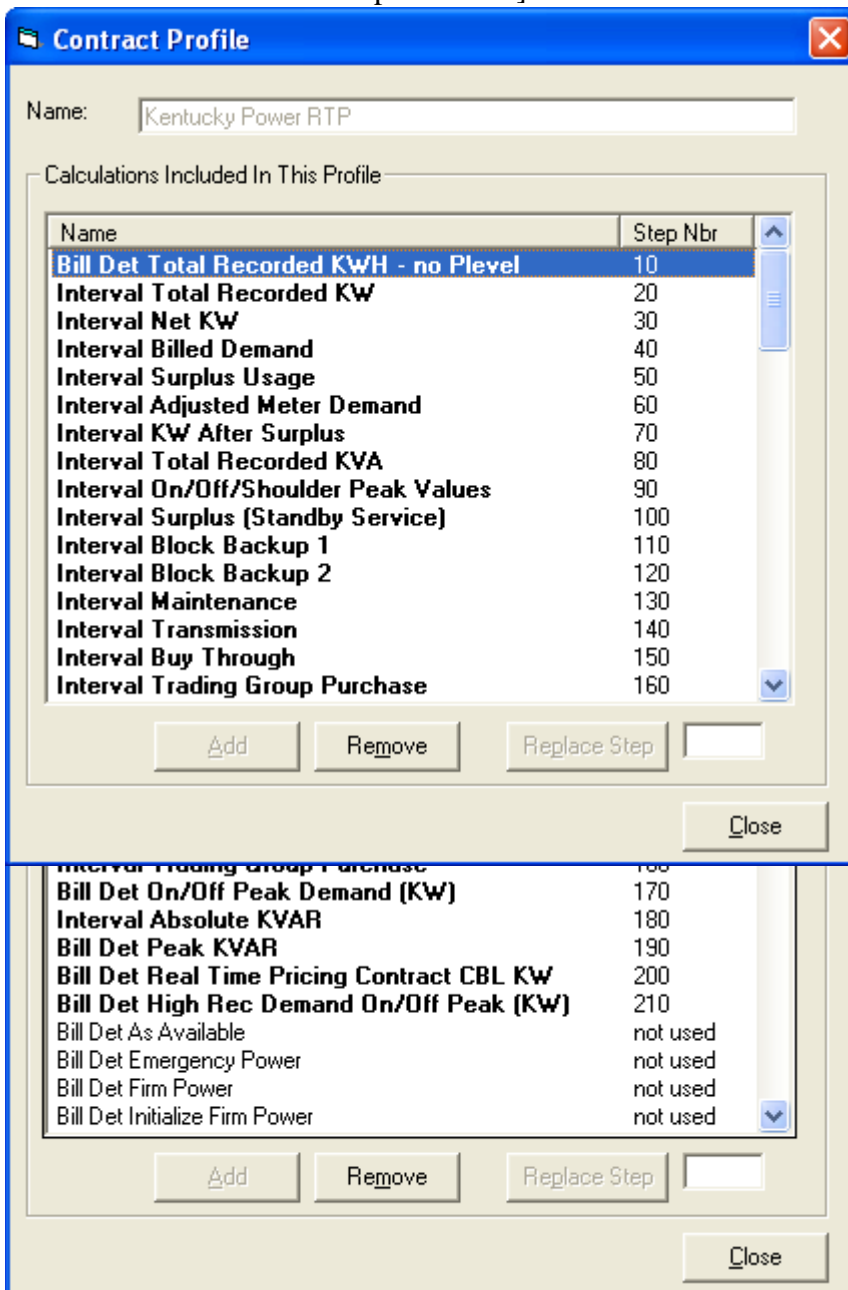 Contract Profile
Name: Kentucky Power RTP
Calculations Included In This Profile
Name Step Nbr
Bill Det Total Recorded KWH - no Plevel 10
Interval Total Recorded KW 20
Interval Net KW 30
Interval Billed Demand 40
Interval Surplus Usage 50
Interval Adjusted Meter Demand 60
Interval KW After Surplus 70
Interval Total Recorded KVA 80
Interval On/Off/Shoulder Peak Values 90
Interval Surplus (Standby Service) 100
Interval Block Backup 1 110
Interval Block Backup 2 120
Interval Maintenance 130
Interval Transmission 140
Interval Buy Through 150
Interval Trading Group Purchase 160
Add Remove Replace Step
Close
Interval Trading Group Purchase 160
Bill Det On/Off Peak Demand (KW) 170
Interval Absolute KVAR 180
Bill Det Peak KVAR 190
Bill Det Real Time Pricing Contract CBL KW 200
Bill Det High Rec Demand On/Off Peak (KW) 210
Bill Det As Available not used
Bill Det Emergency Power not used
Bill Det Firm Power not used
Bill Det Initialize Firm Power not used
Add Remove Replace Step
Close